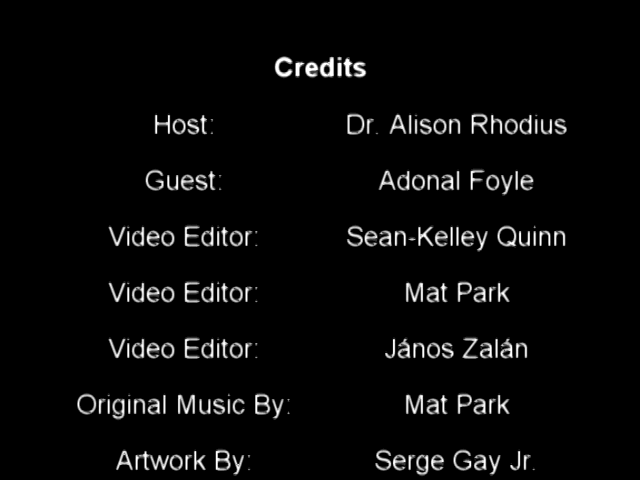 Credits
Host: Dr. Alison Rhodius
Guest: Adonal Foyle
Video Editor: Sean-Kelley Quinn
Video Editor: Mat Park
Video Editor: János Zalán
Original Music By: Mat Park
Artwork By: Serge Gay Jr.